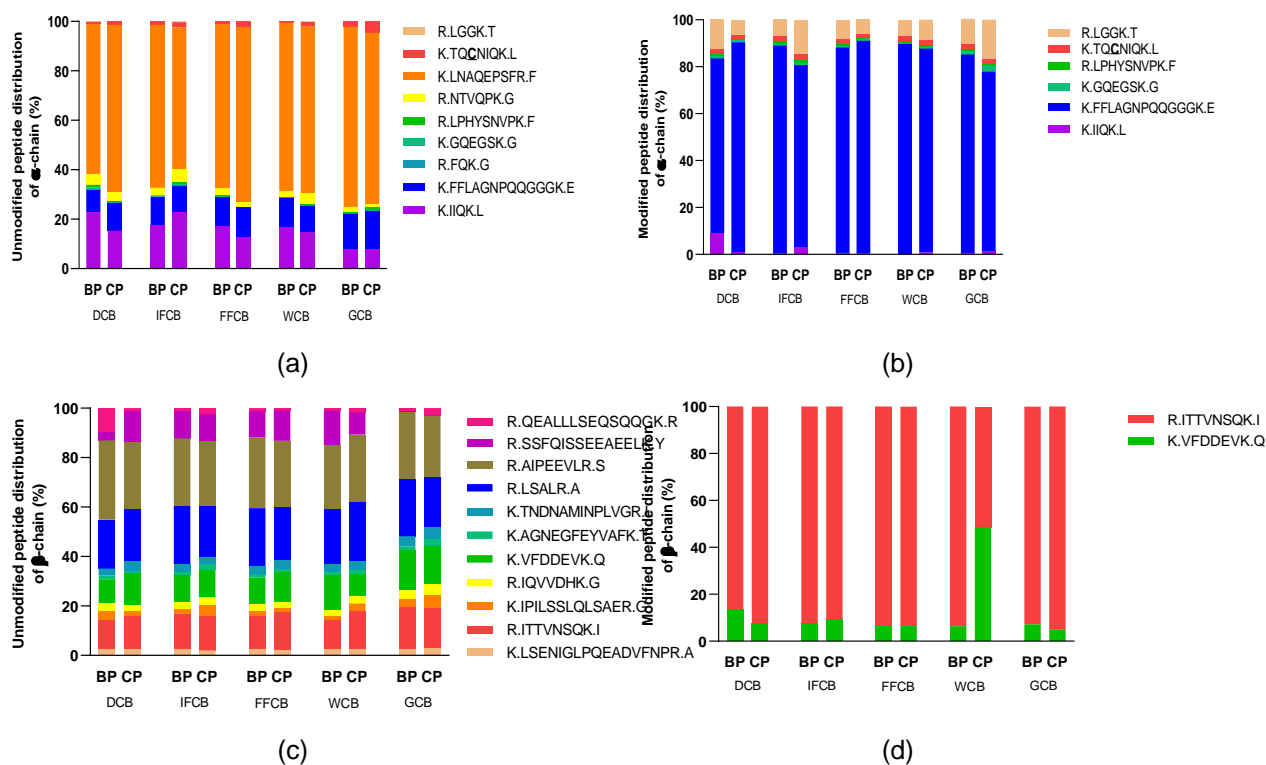 Unmodified peptide distribution
of α-chain (%)
100
80
60
40
20
0
BP CP BP CP BP CP BP CP BP CP
DCB IFCB FFCB WCB GCB
R.LGGK.T
K.TQCNIQK.L
K.LNAQEPSFR.F
R.NTVQPK.G
R.LPHYSNVPK.F
K.GQEGSK.G
R.FQK.G
K.FFLAGNPQQGGGK.E
K.IIQK.L
(a)
Modified peptide distribution
of α-chain (%)
100
80
60
40
20
0
BP CP BP CP BP CP BP CP BP CP
DCB IFCB FFCB WCB GCB
R.LGGK.T
K.TQCNIQK.L
R.LPHYSNVPK.F
K.GQEGSK.G
K.FFLAGNPQQGGGK.E
K.IIQK.L
(b)
Unmodified peptide distribution
of β-chain (%)
100
80
60
40
20
0
BP CP BP CP BP CP BP CP BP CP
DCB IFCB FFCB WCB GCB
R.QEALLLSEQSQQGK.R
R.SSFQISSEEAEELK.Y
R.AIPEEVLR.S
R.LSALR.A
K.TNDNAMINPLVGR.
K.AGNEGFEYVAFK.T
K.VFDDEVK.Q
R.IQVVDHK.G
K.IPILSSLQLSAER.G
R.ITTVNSQK.I
K.LSENIGLPQEADVFNPR.A
(c)
Modified peptide distribution
of β-chain (%)
100
80
60
40
20
0
BP CP BP CP BP CP BP CP BP CP
DCB IFCB FFCB WCB GCB
R.ITTVNSQK.I
K.VFDDEVK.Q
(d)